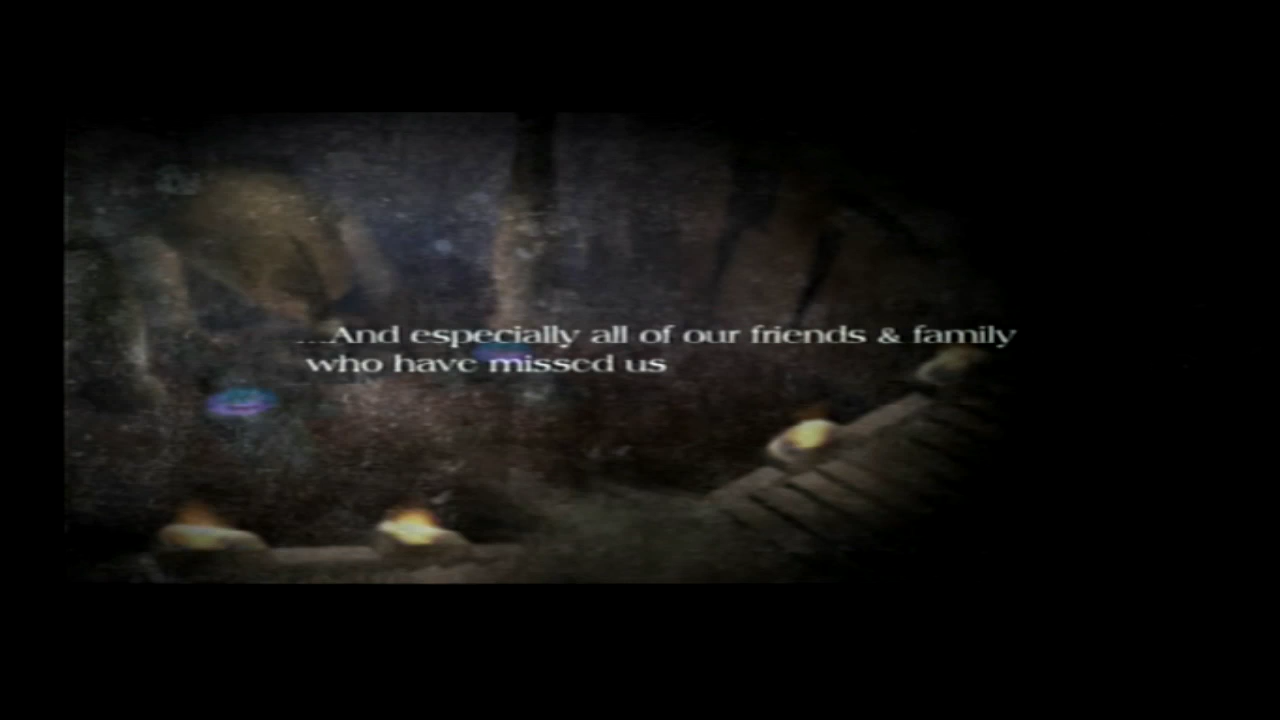 ...And especially all of our friends & family
who have missed us